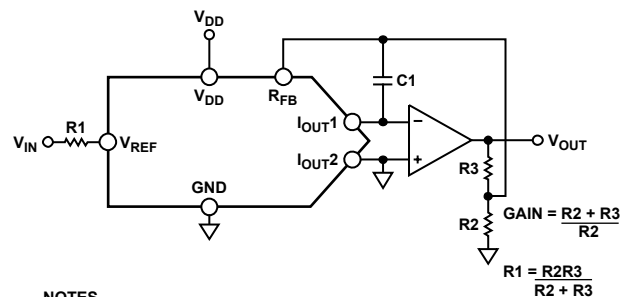 VDD
VDD
RFB
C1
IOUT1
VIN
R1
VREF
IOUT2
GND
VOUT
R3
R2
GAIN = R2 + R3
R2
R1 = R2R3
R2 + R3
NOTES